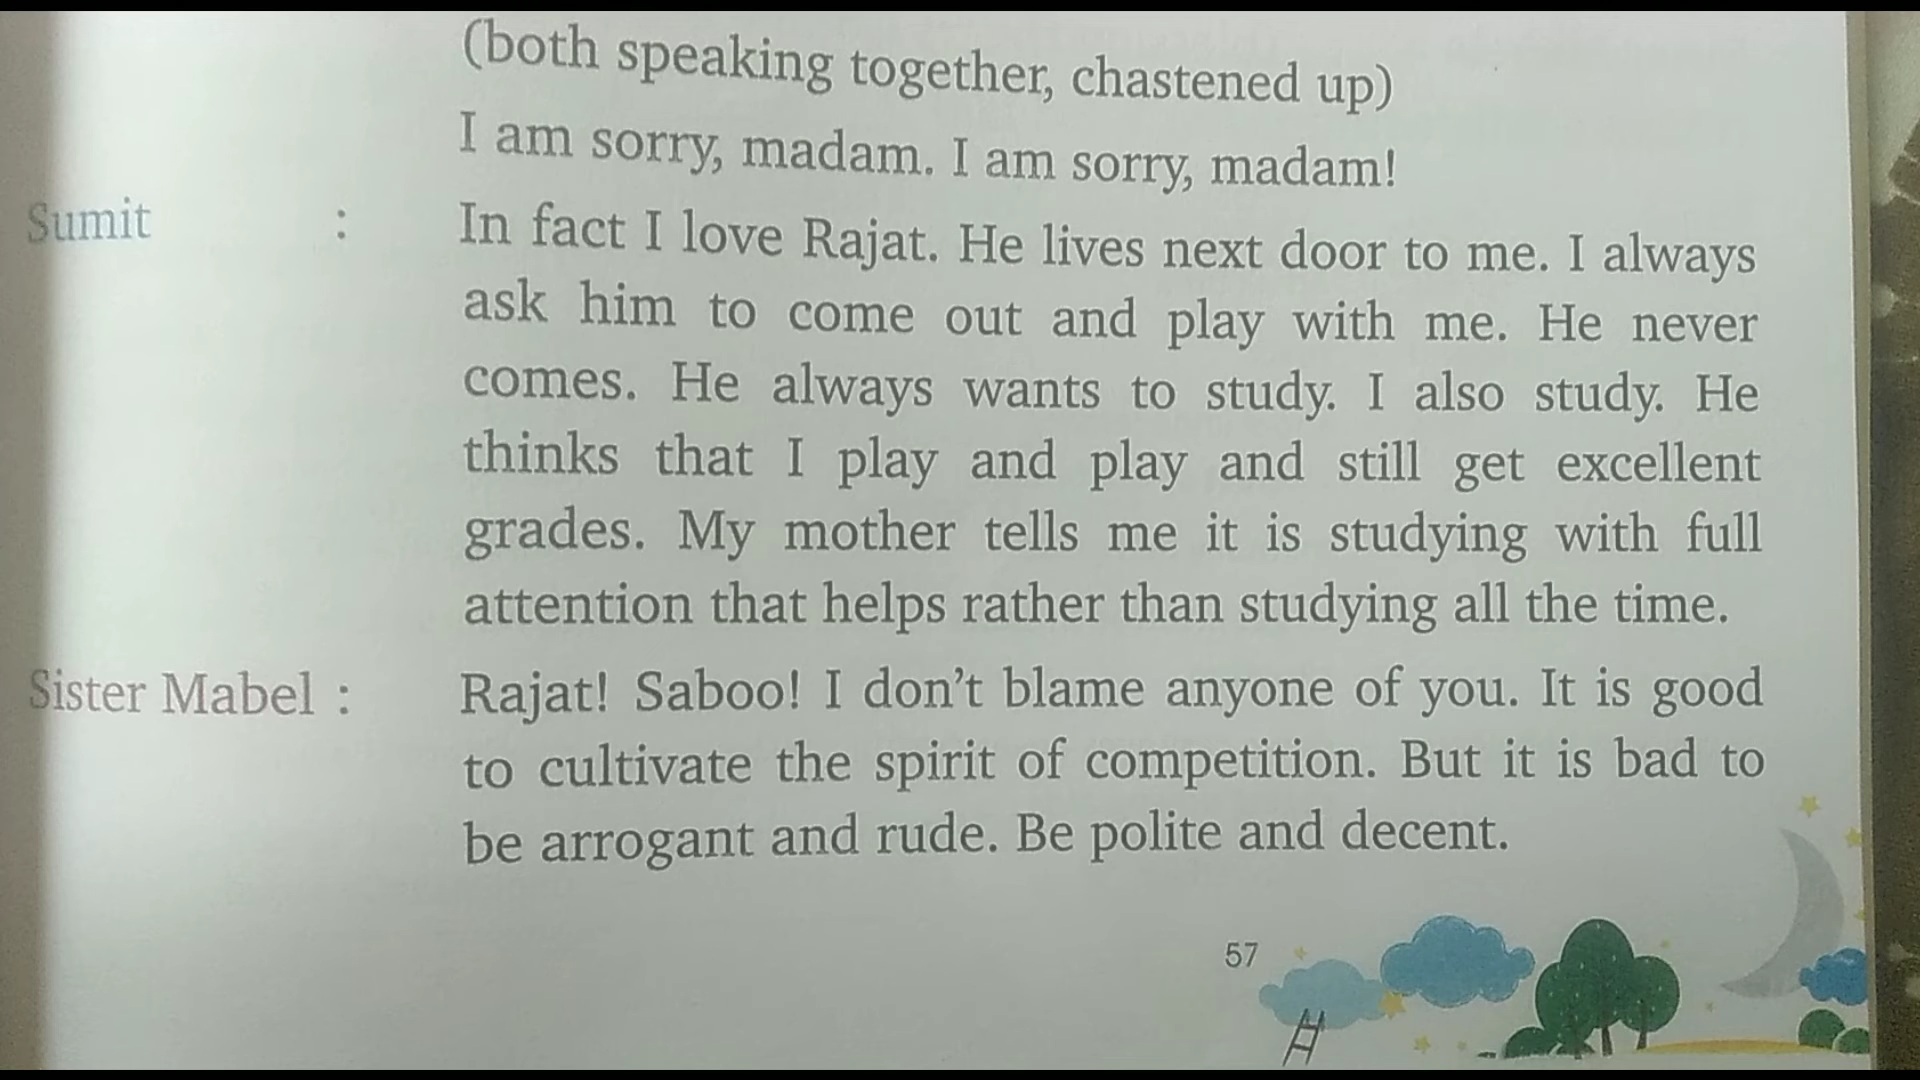 (both speaking together, chastened up)
I am sorry, madam. I am sorry, madam!
Sumit : In fact I love Rajat. He lives next door to me. I always
ask him to come out and play with me. He never
comes. He always wants to study. I also study. He
thinks that I play and play and still get excellent
grades. My mother tells me it is studying with full
attention that helps rather than studying all the time.
Sister Mabel : Rajat! Saboo! I don't blame anyone of you. It is good
to cultivate the spirit of competition. But it is bad to
be arrogant and rude. Be polite and decent.
57